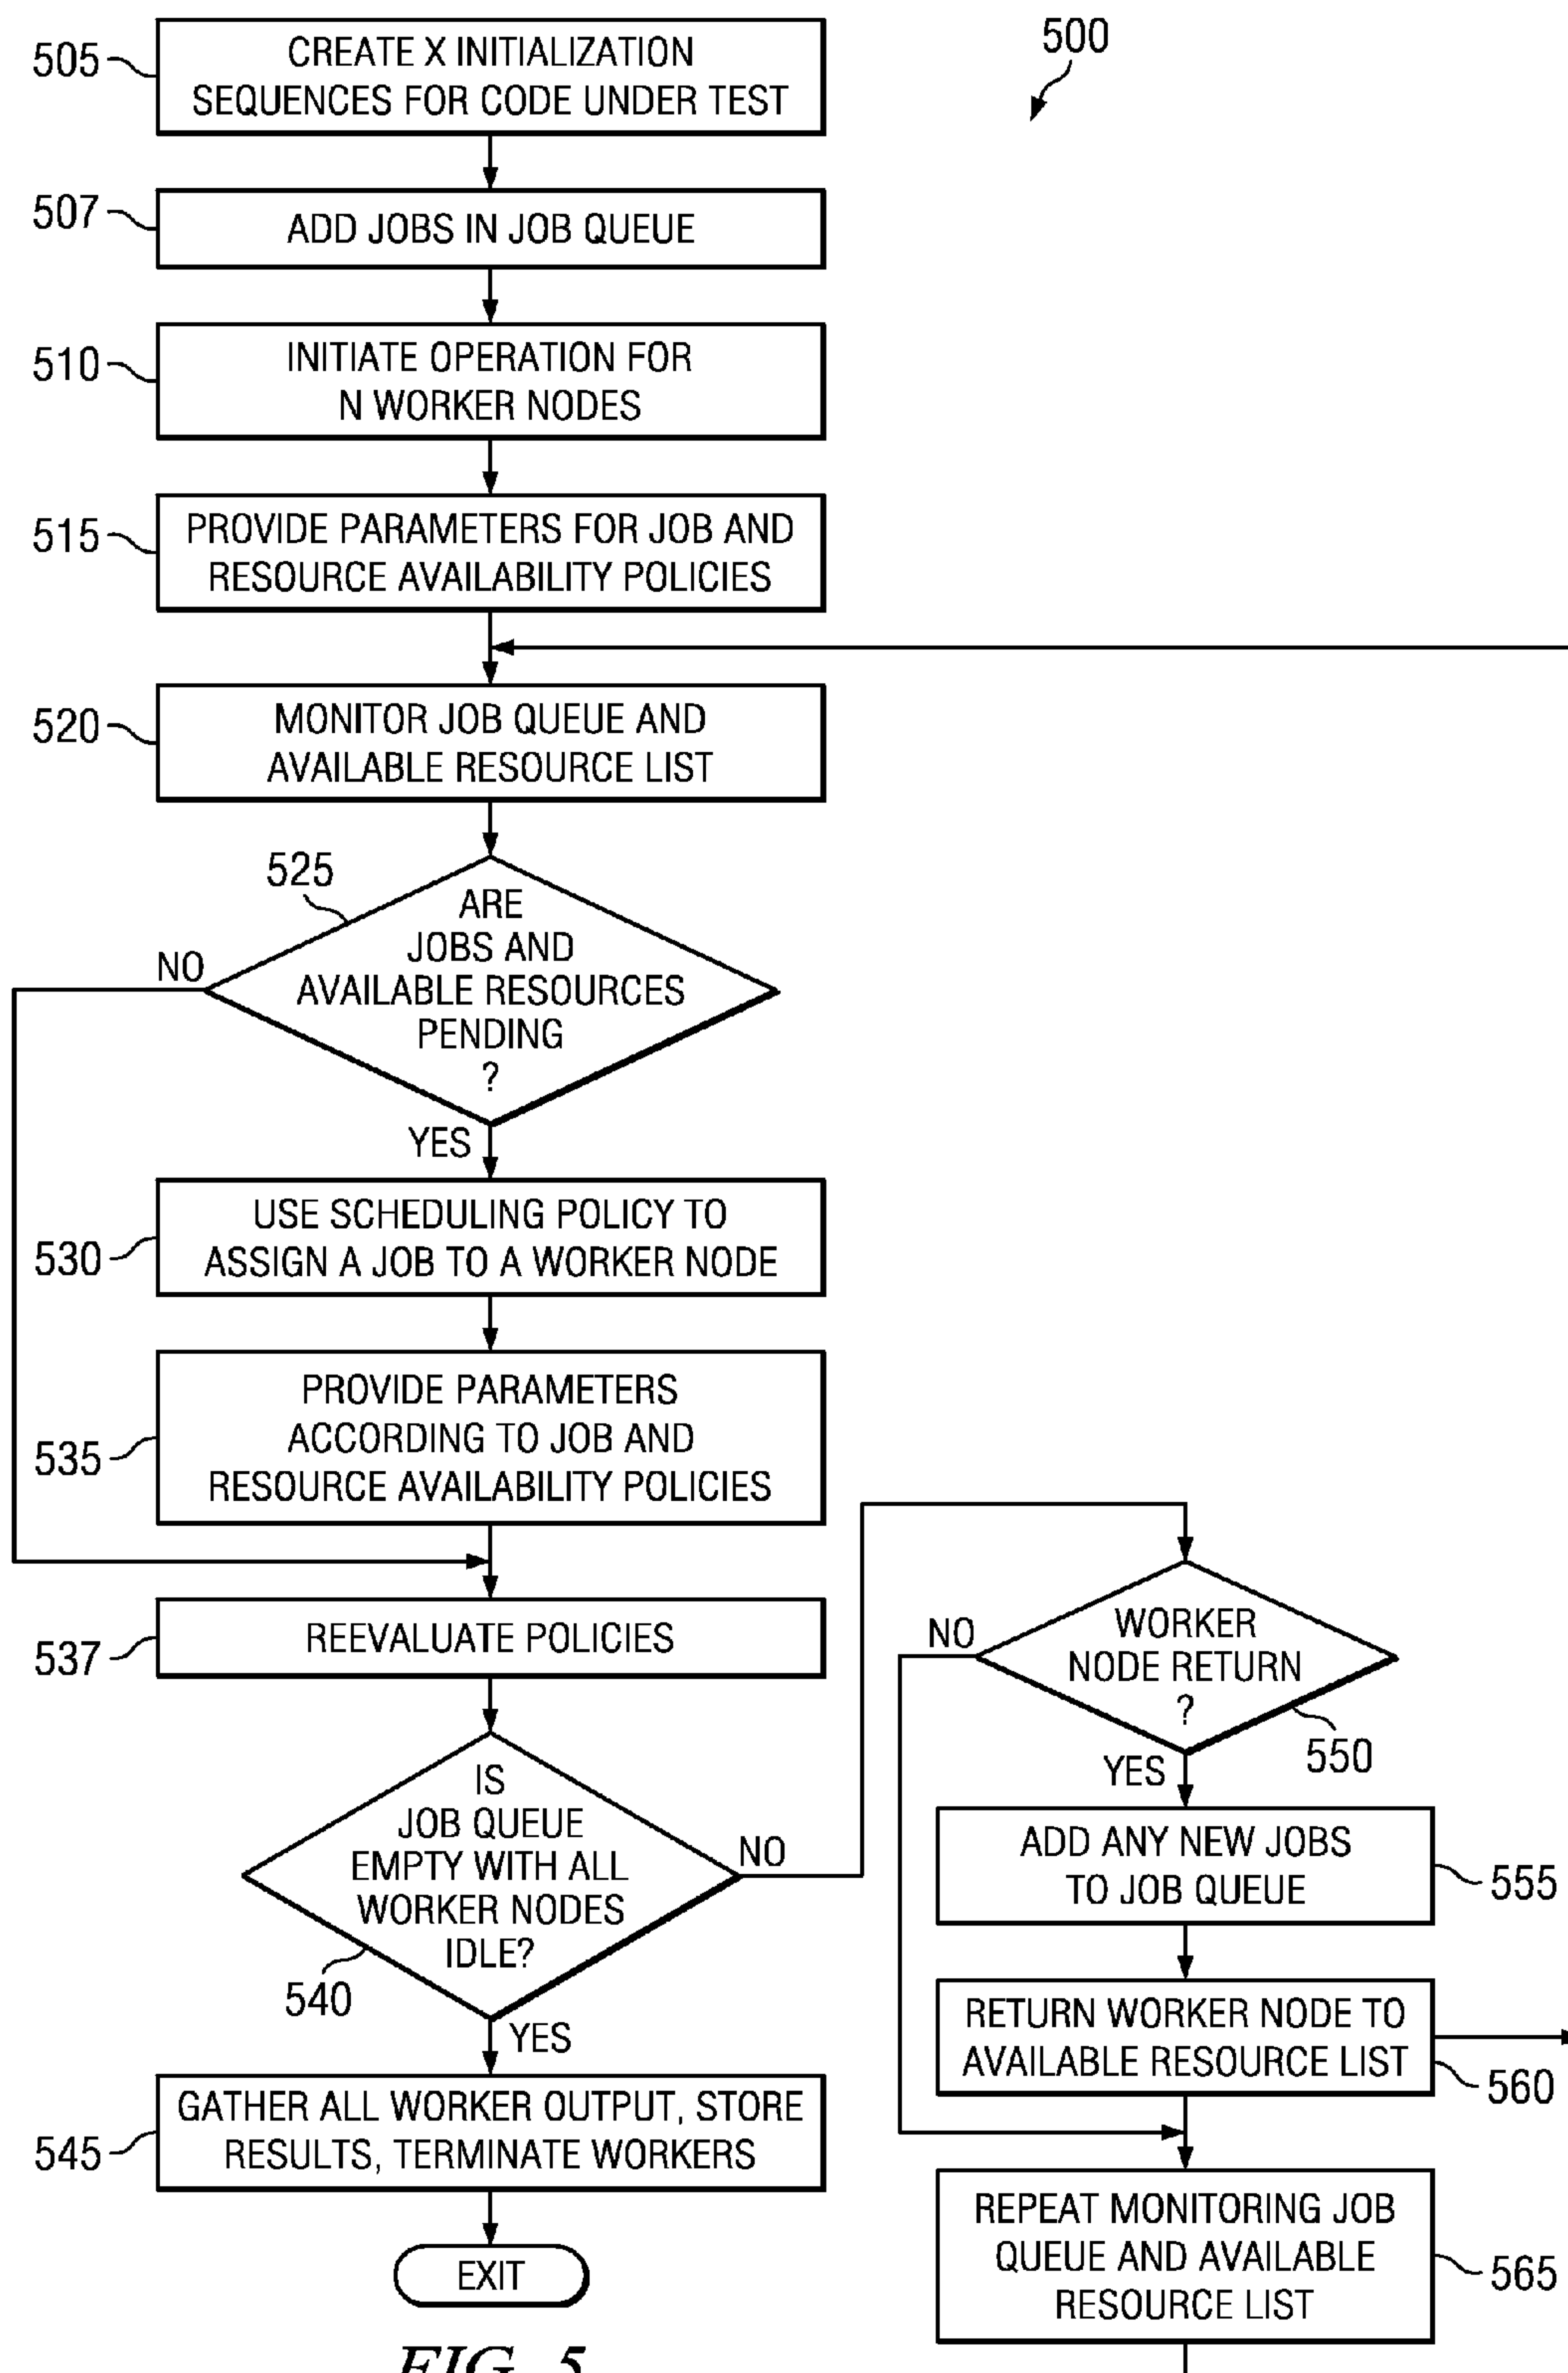 500
505
CREATE X INITIALIZATION
SEQUENCES FOR CODE UNDER TEST
507
ADD JOBS IN JOB QUEUE
510
INITIATE OPERATION FOR
N WORKER NODES
515
PROVIDE PARAMETERS FOR JOB AND
RESOURCE AVAILABILITY POLICIES
520
MONITOR JOB QUEUE AND
AVAILABLE RESOURCE LIST
525
ARE
JOBS AND
AVAILABLE RESOURCES
PENDING
?
NO
YES
530
USE SCHEDULING POLICY TO
ASSIGN A JOB TO A WORKER NODE
535
PROVIDE PARAMETERS
ACCORDING TO JOB AND
RESOURCE AVAILABILITY POLICIES
537
REEVALUATE POLICIES
IS
JOB QUEUE
EMPTY WITH ALL
WORKER NODES
IDLE?
540
NO
YES
545
GATHER ALL WORKER OUTPUT, STORE
RESULTS, TERMINATE WORKERS
EXIT
WORKER
NODE RETURN
?
550
NO
YES
ADD ANY NEW JOBS
TO JOB QUEUE
555
RETURN WORKER NODE TO
AVAILABLE RESOURCE LIST
560
REPEAT MONITORING JOB
QUEUE AND AVAILABLE
RESOURCE LIST
565
FIG. 5